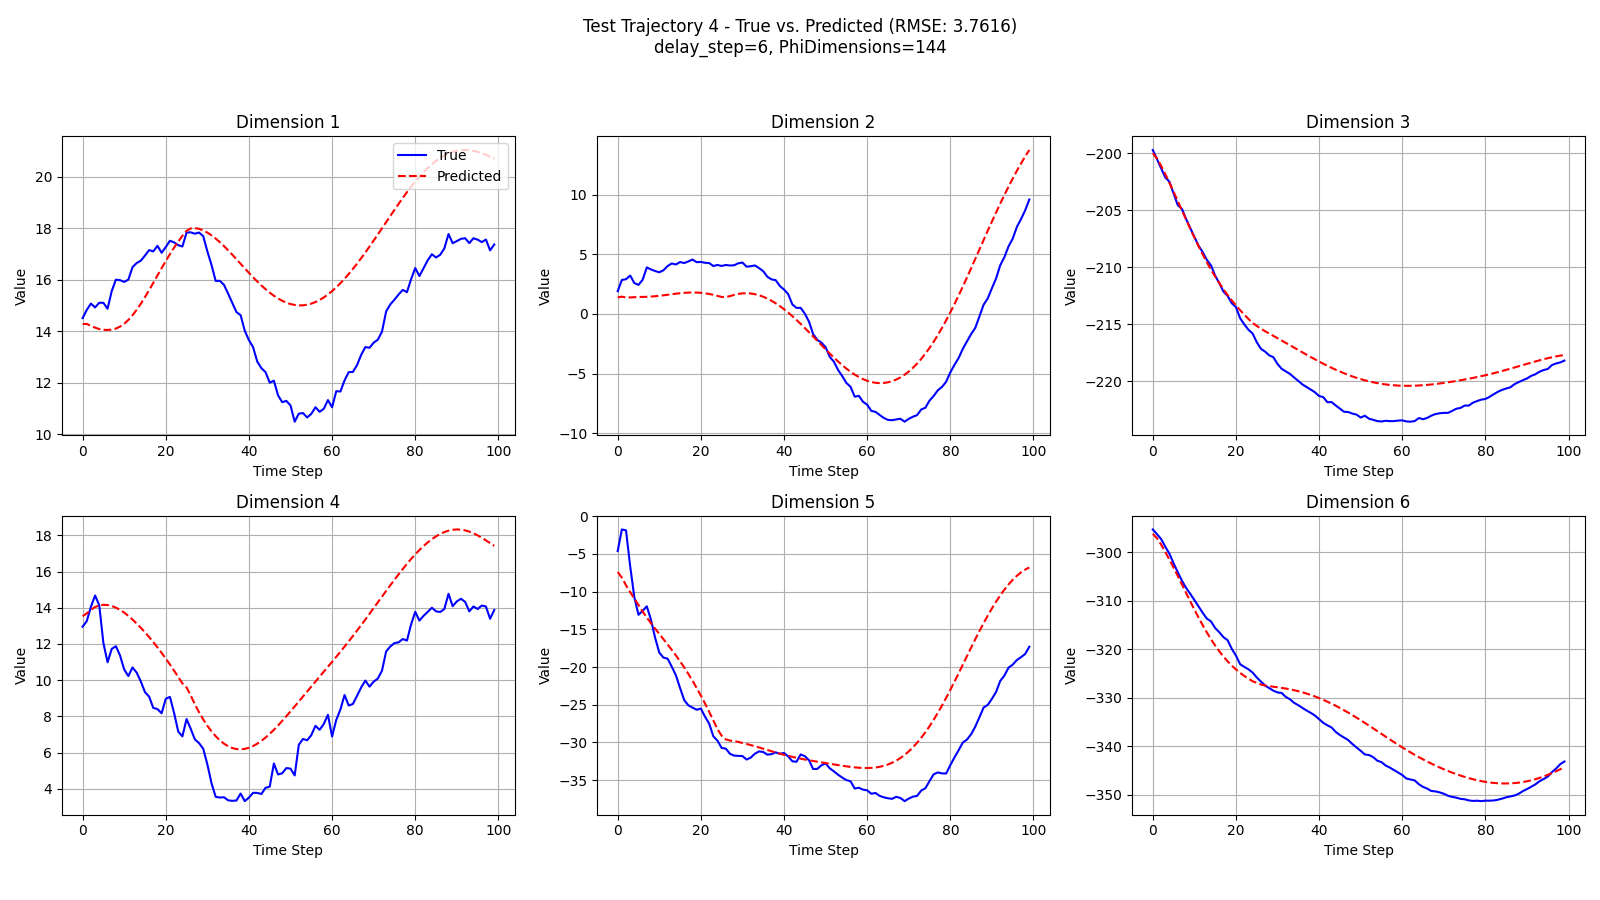 Test Trajectory 4 - True vs. Predicted (RMSE: 3.7616)
delay_step=6, PhiDimensions=144
Dimension 1
True
Predicted
Value
20
18
16
14
12
10
0 20 40 60 80 100
Time Step
Dimension 2
Value
10
5
0
−5
−10
0 20 40 60 80 100
Time Step
Dimension 3
Value
−200
−205
−210
−215
−220
0 20 40 60 80 100
Time Step
Dimension 4
Value
18
16
14
12
10
8
6
4
0 20 40 60 80 100
Time Step
Dimension 5
Value
0
−5
−10
−15
−20
−25
−30
−35
0 20 40 60 80 100
Time Step
Dimension 6
Value
−300
−310
−320
−330
−340
−350
0 20 40 60 80 100
Time Step